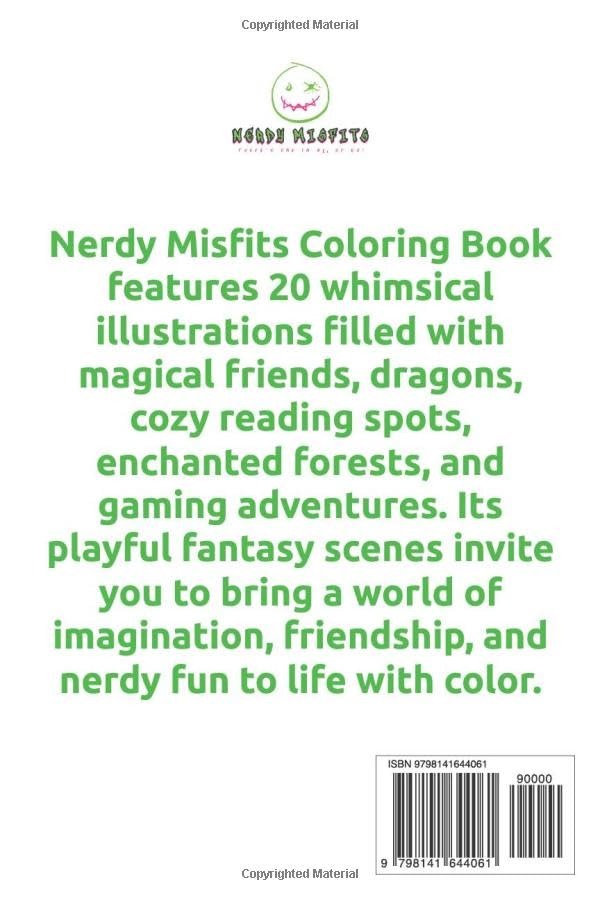 Copyrighted Material
NERDY MISFITS
Nerdy Misfits Coloring Book
features 20 whimsical
illustrations filled with
magical friends, dragons,
cozy reading spots,
enchanted forests, and
gaming adventures. Its
playful fantasy scenes invite
you to bring a world of
imagination, friendship, and
nerdy fun to life with color.
ISBN 9798141644061
90000
9 798141 644061
Copyrighted Material